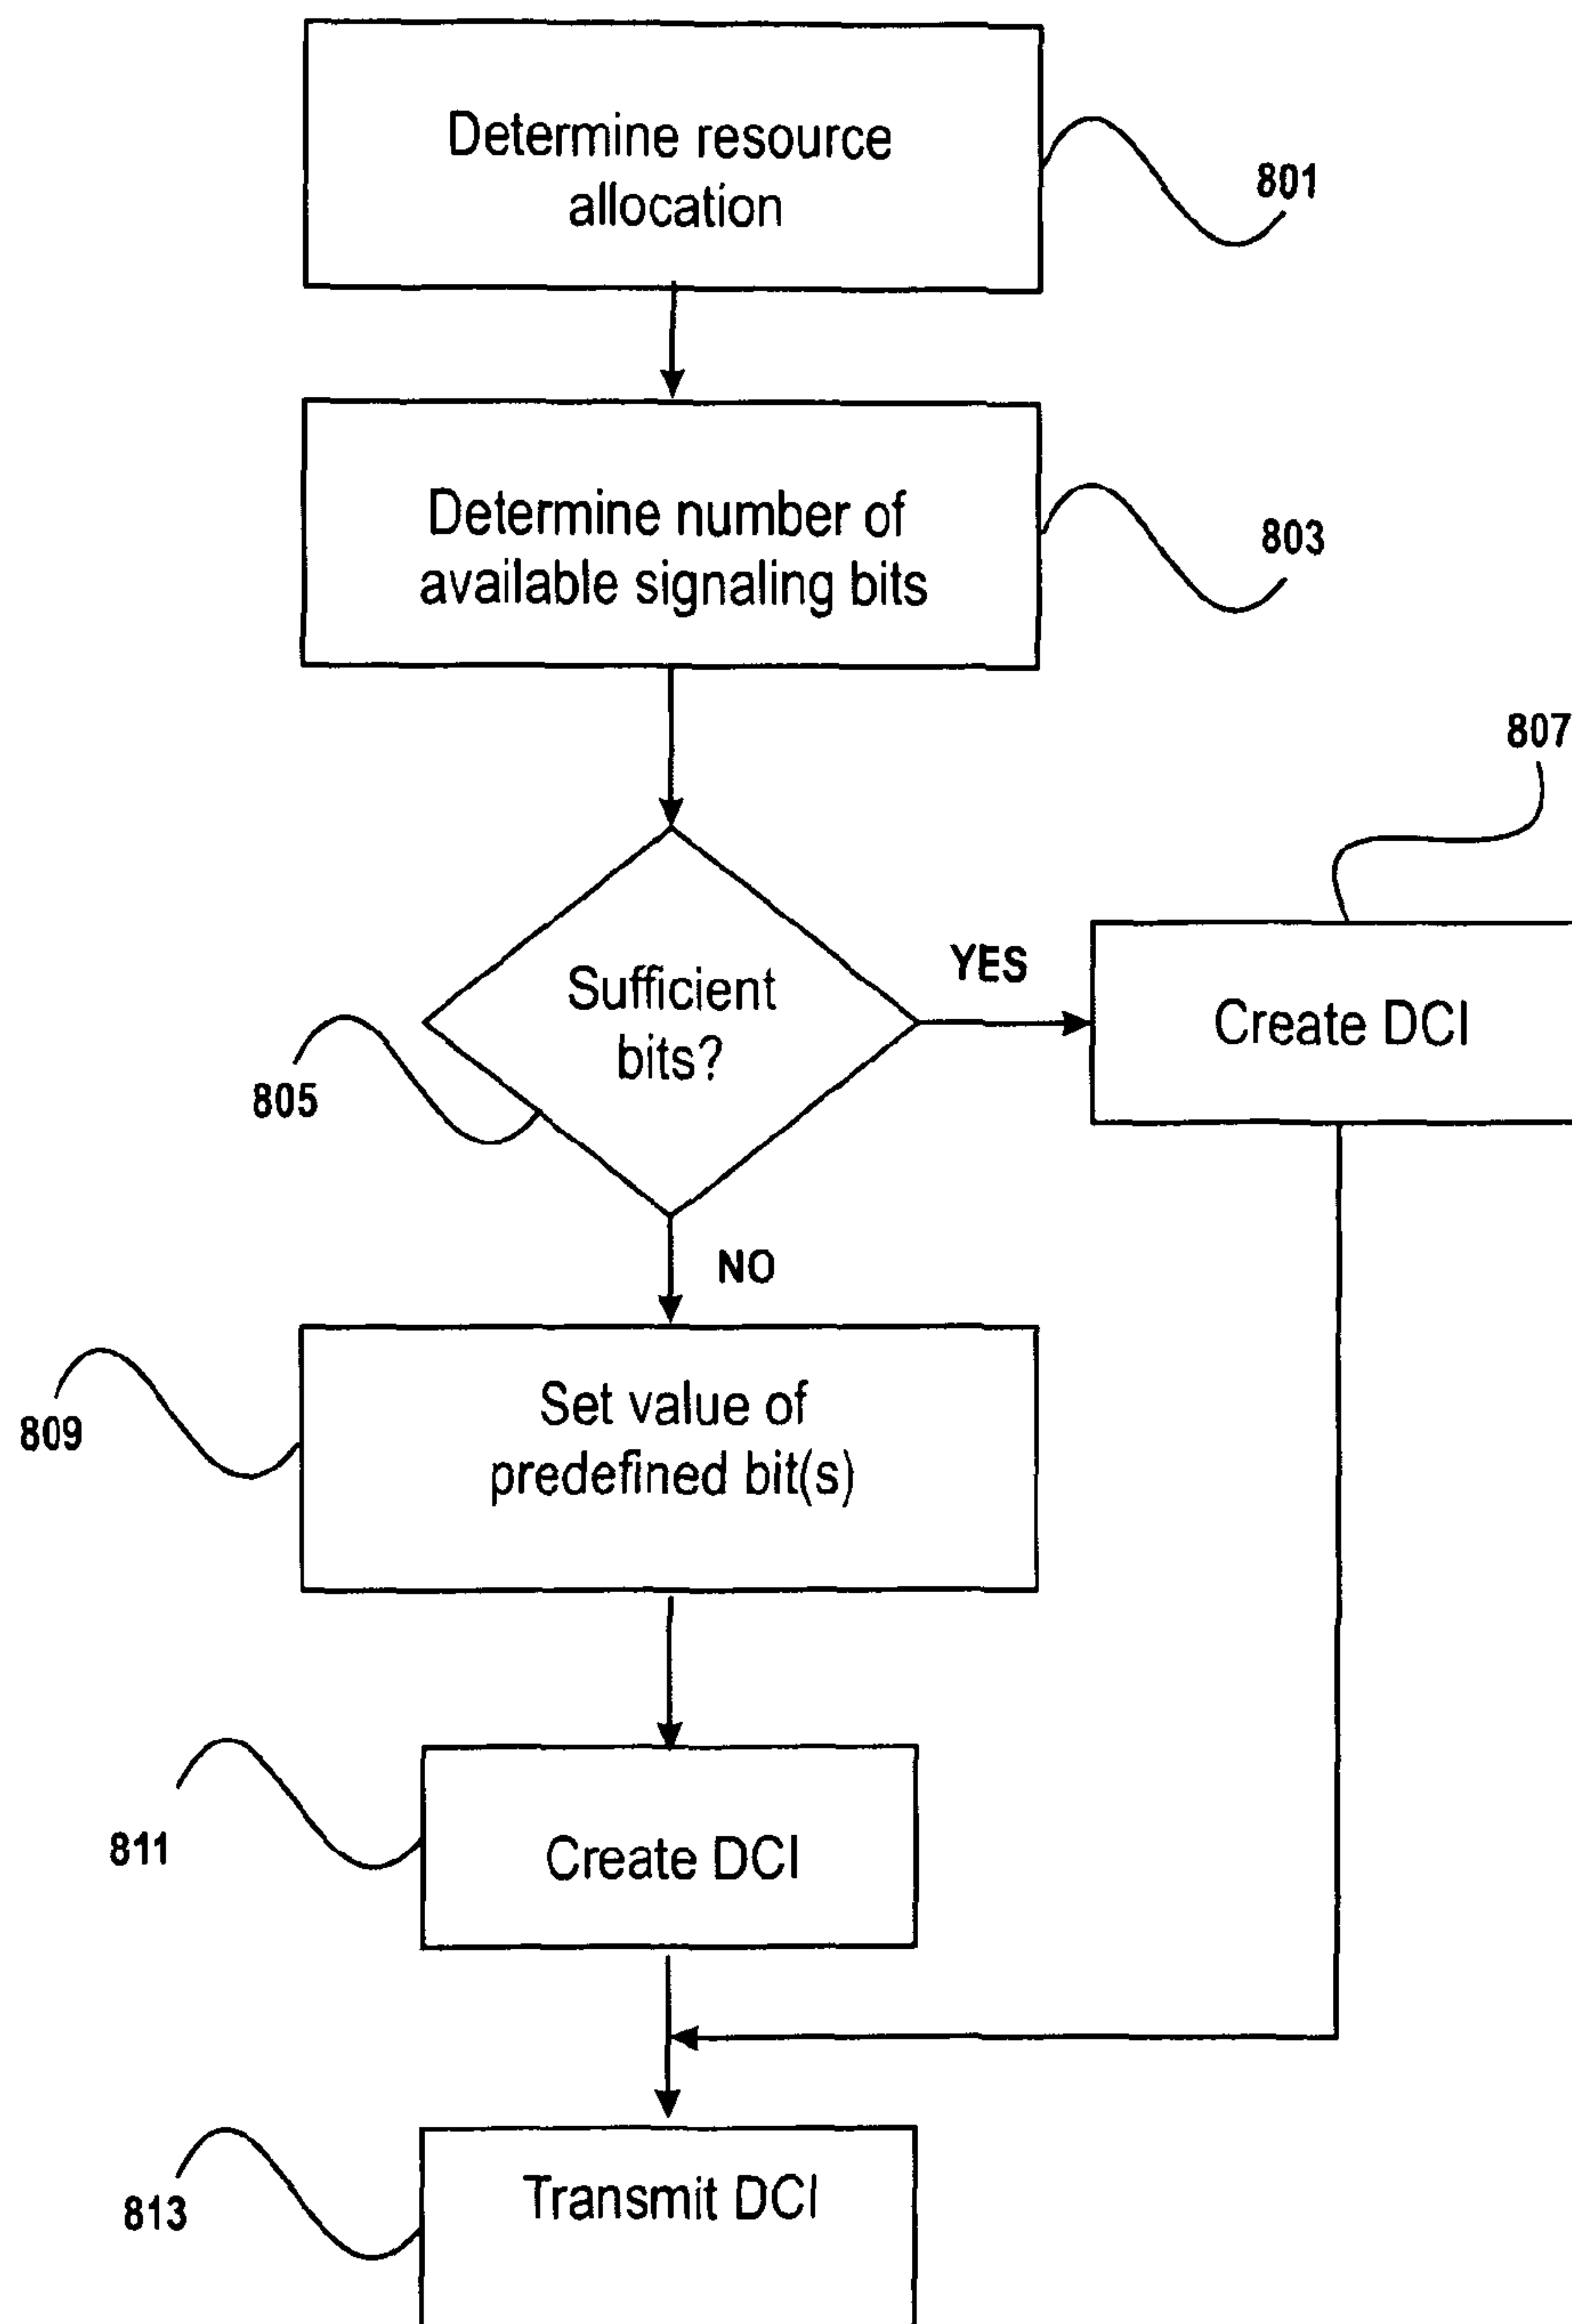 Determine resource
allocation
801
Determine number of
available signaling bits
803
807
Sufficient
bits?
YES
Create DCI
805
NO
Set value of
predefined bit(s)
809
Create DCI
811
Transmit DCI
813